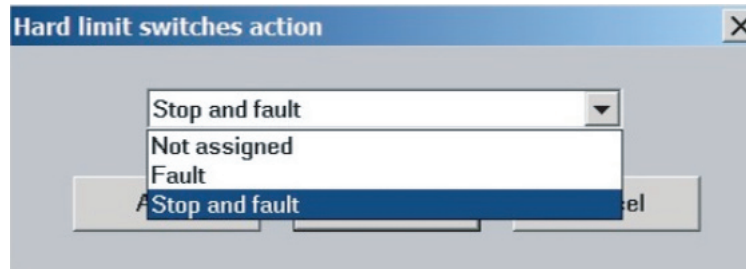 Hard limit switches action
Stop and fault
Not assigned
Fault
Stop and fault